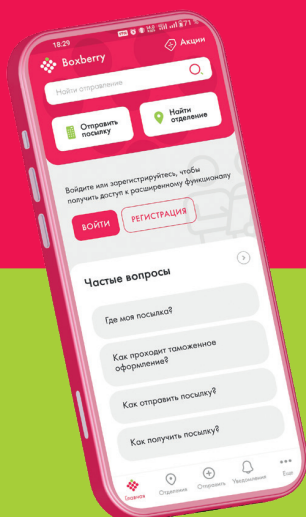 18:29
71
Boxberry
Акции
Найти отправление
Отправить
посылку
Найти
отделение
Войдите или зарегистрируйтесь, чтобы
получить доступ к расширенному функционалу
ВОЙТИ
РЕГИСТРАЦИЯ
Частые вопросы
Где моя посылка?
Как проходит таможенное
оформление?
Как отправить посылку?
Как получить посылку?
Главное
Отделения
Отправить
Уведомления
Еще